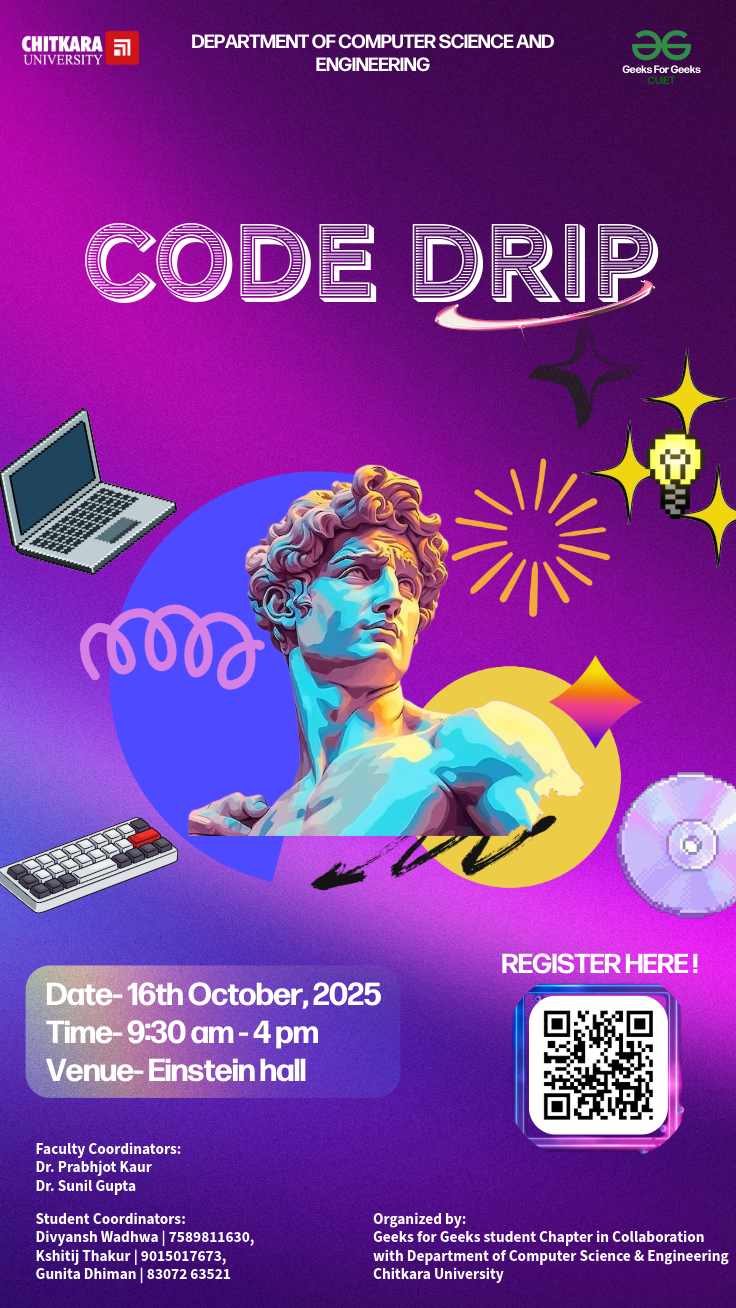 CHITKARA
UNIVERSITY
DEPARTMENT OF COMPUTER SCIENCE AND
ENGINEERING
Geeks For Geeks
CUIET
CODE DRIP
REGISTER HERE !
Date- 16th October, 2025
Time- 9:30 am - 4 pm
Venue- Einstein hall
Faculty Coordinators:
Dr. Prabhjot Kaur
Dr. Sunil Gupta
Student Coordinators:
Divyansh Wadhwa | 7589811630,
Kshitij Thakur | 9015017673,
Gunita Dhiman | 83072 63521
Organized by:
Geeks for Geeks student Chapter in Collaboration
with Department of Computer Science & Engineering
Chitkara University